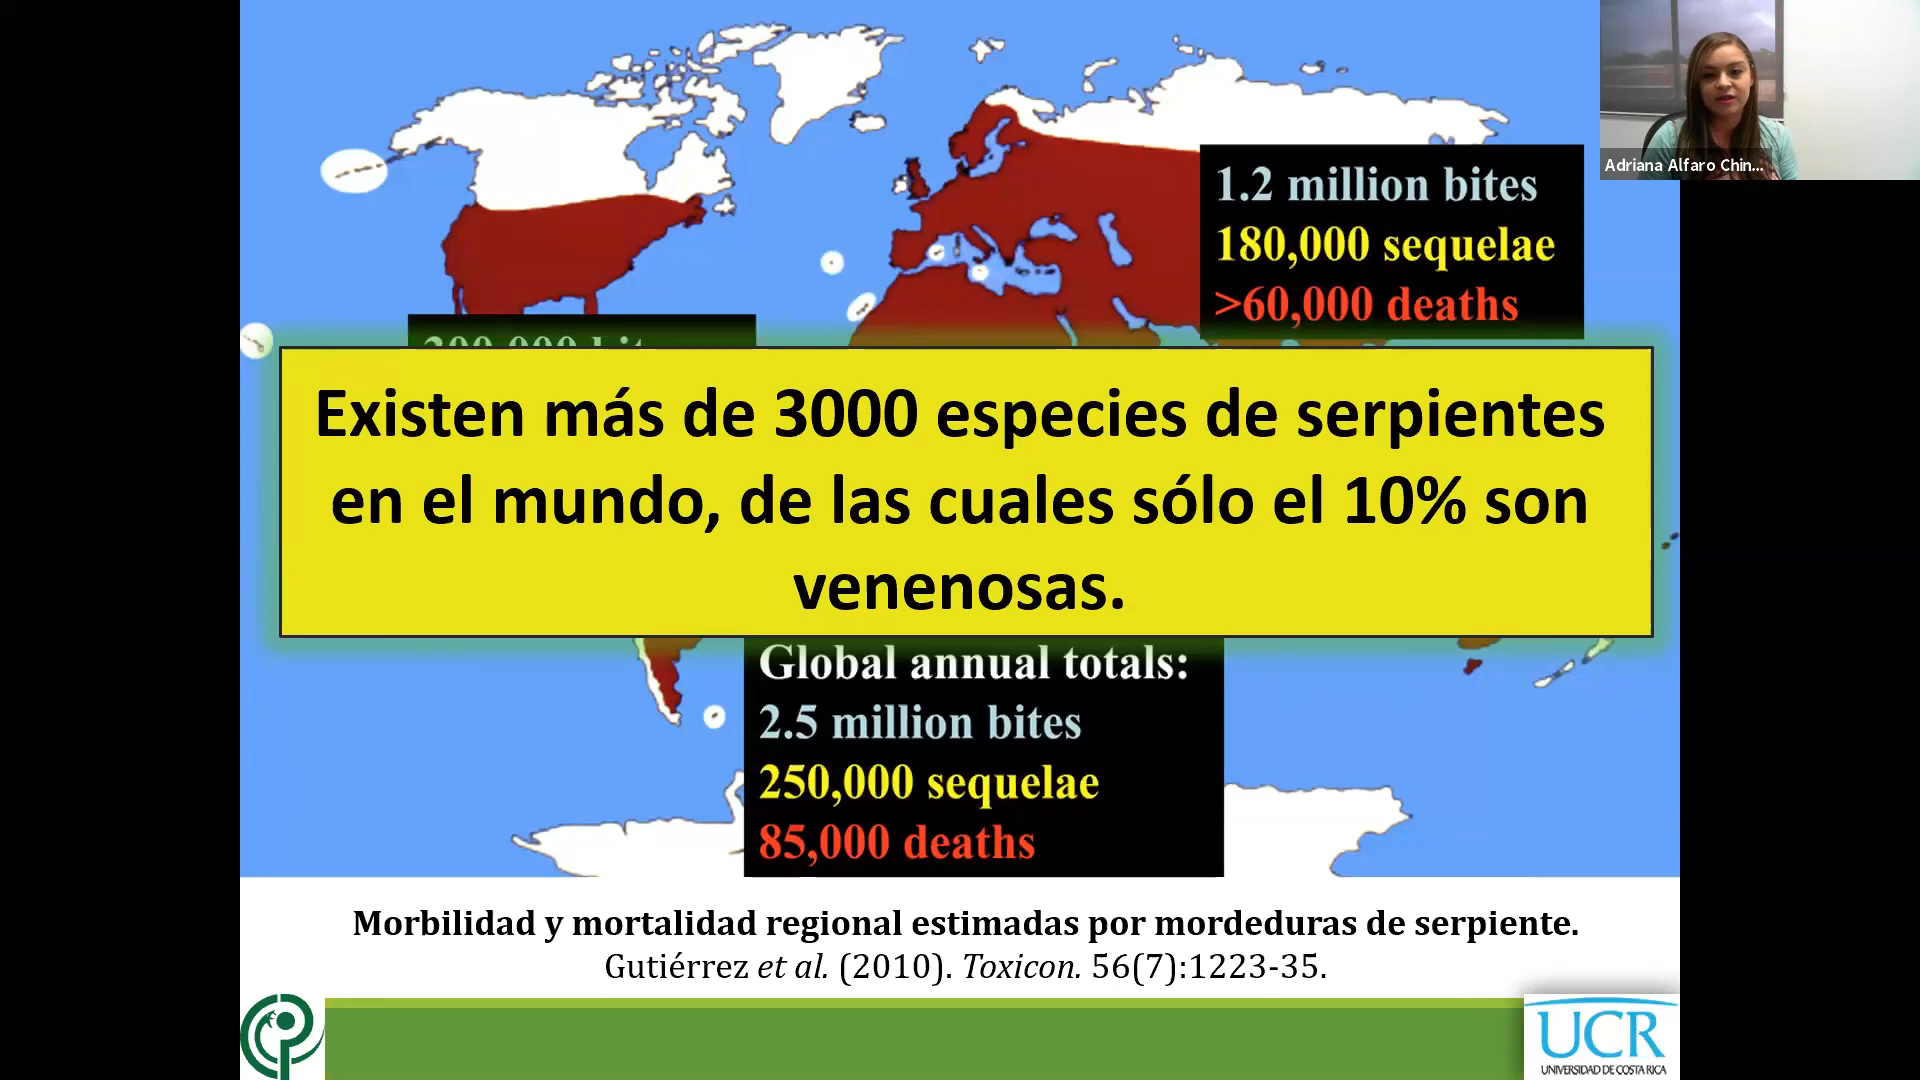 Adriana Alfaro Chin...
1.2 million bites
180,000 sequelae
>60,000 deaths
Existen más de 3000 especies de serpientes
en el mundo, de las cuales sólo el 10% son
venenosas.
Global annual totals:
2.5 million bites
250,000 sequelae
85,000 deaths
Morbilidad y mortalidad regional estimadas por mordeduras de serpiente.
Gutiérrez et al. (2010). Toxicon. 56(7):1223-35.
UCR
UNIVERSIDAD DE COSTA RICA